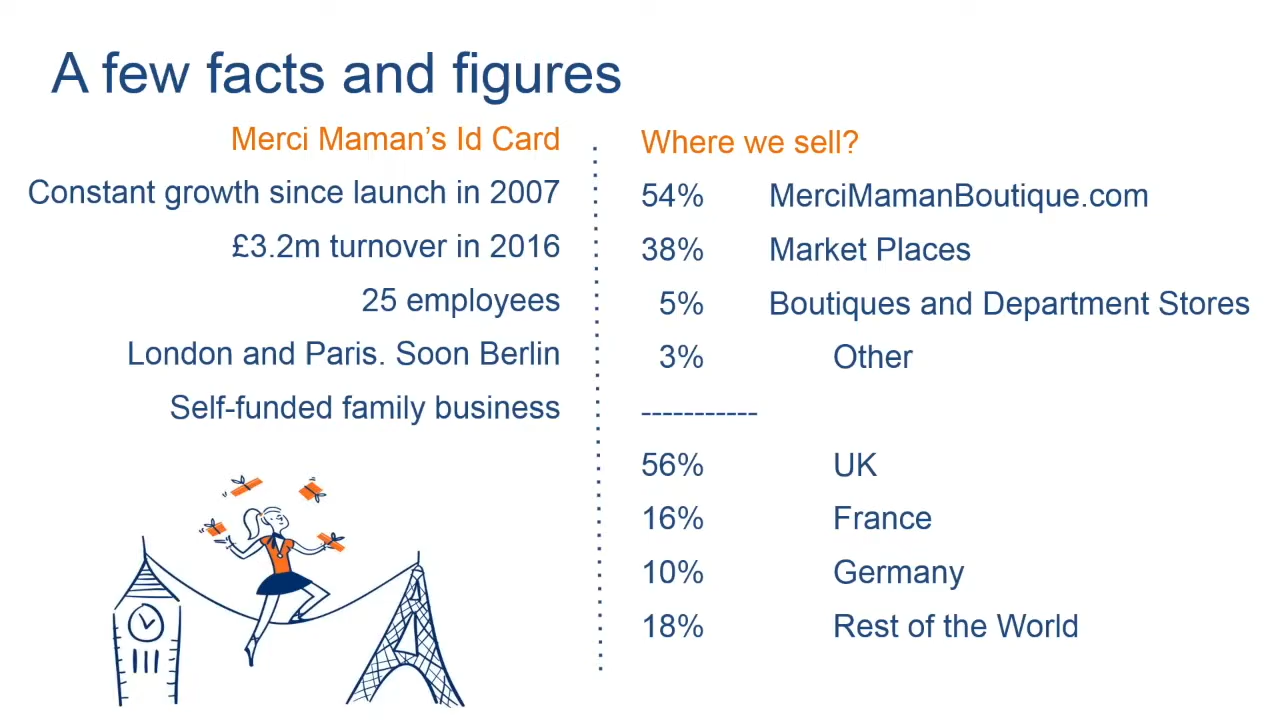 A few facts and figures
Merci Maman’s Id Card
Constant growth since launch in 2007
£3.2m turnover in 2016
25 employees
London and Paris. Soon Berlin
Self-funded family business
Where we sell?
54% MerciMamanBoutique.com
38% Market Places
5% Boutiques and Department Stores
3% Other
-----------
56% UK
16% France
10% Germany
18% Rest of the World